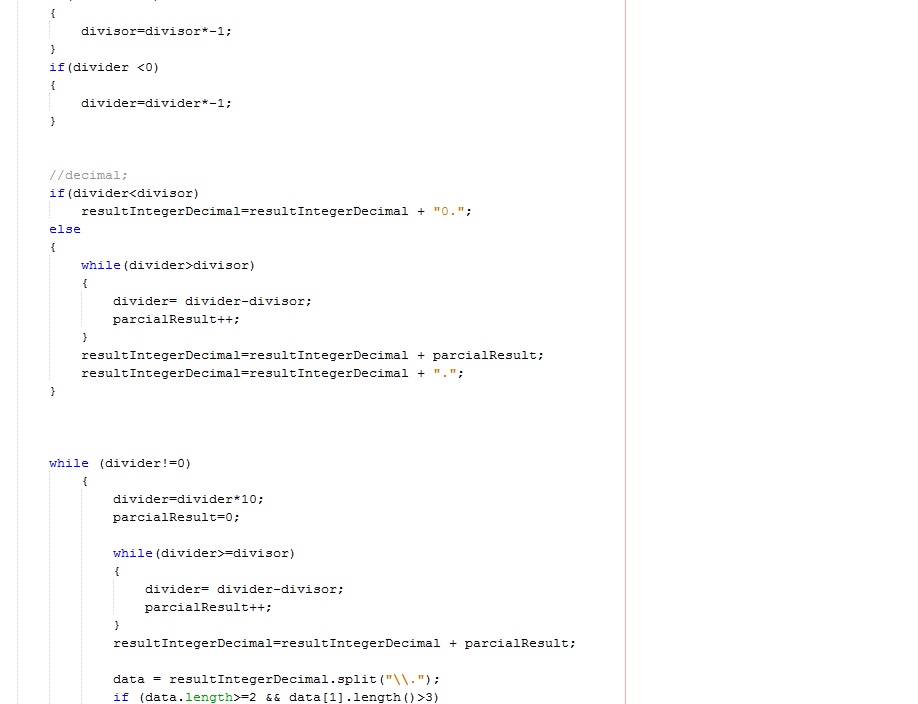 {
divisor=divisor*-1;
}
if(divider <0)
{
divider=divider*-1;
}
//decimal;
if(divider<divisor)
resultIntegerDecimal=resultIntegerDecimal + "0.";
else
{
while(divider>divisor)
{
divider= divider-divisor;
parcialResult++;
}
resultIntegerDecimal=resultIntegerDecimal + parcialResult;
resultIntegerDecimal=resultIntegerDecimal + ".";
}
while (divider!=0)
{
divider=divider*10;
parcialResult=0;
while(divider>=divisor)
{
divider= divider-divisor;
parcialResult++;
}
resultIntegerDecimal=resultIntegerDecimal + parcialResult;
data = resultIntegerDecimal.split("\\.");
if (data.length>=2 && data[1].length()>3)